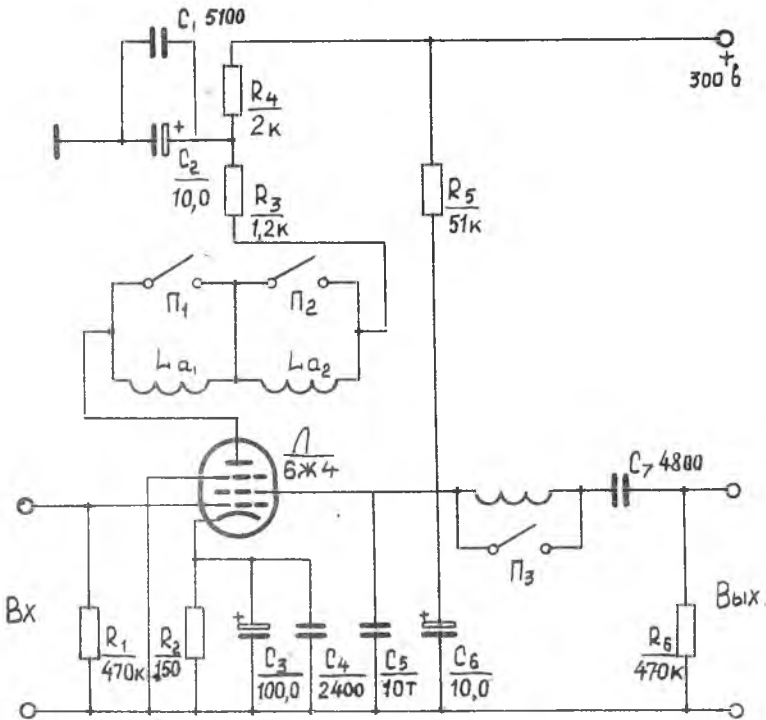 C₁ 5100
+
300 в
R₄
2к
+
C₂
10,0
R₃
1,2к
R₅
51к
П₁
П₂
La₁
La₂
Л
6Ж4
C₇ 4800
П₃
Вх
Вых.
R₁
470к
R₂
150
+
C₃
100,0
C₄
2400
C₅
10т
+
C₆
10,0
R₆
470к